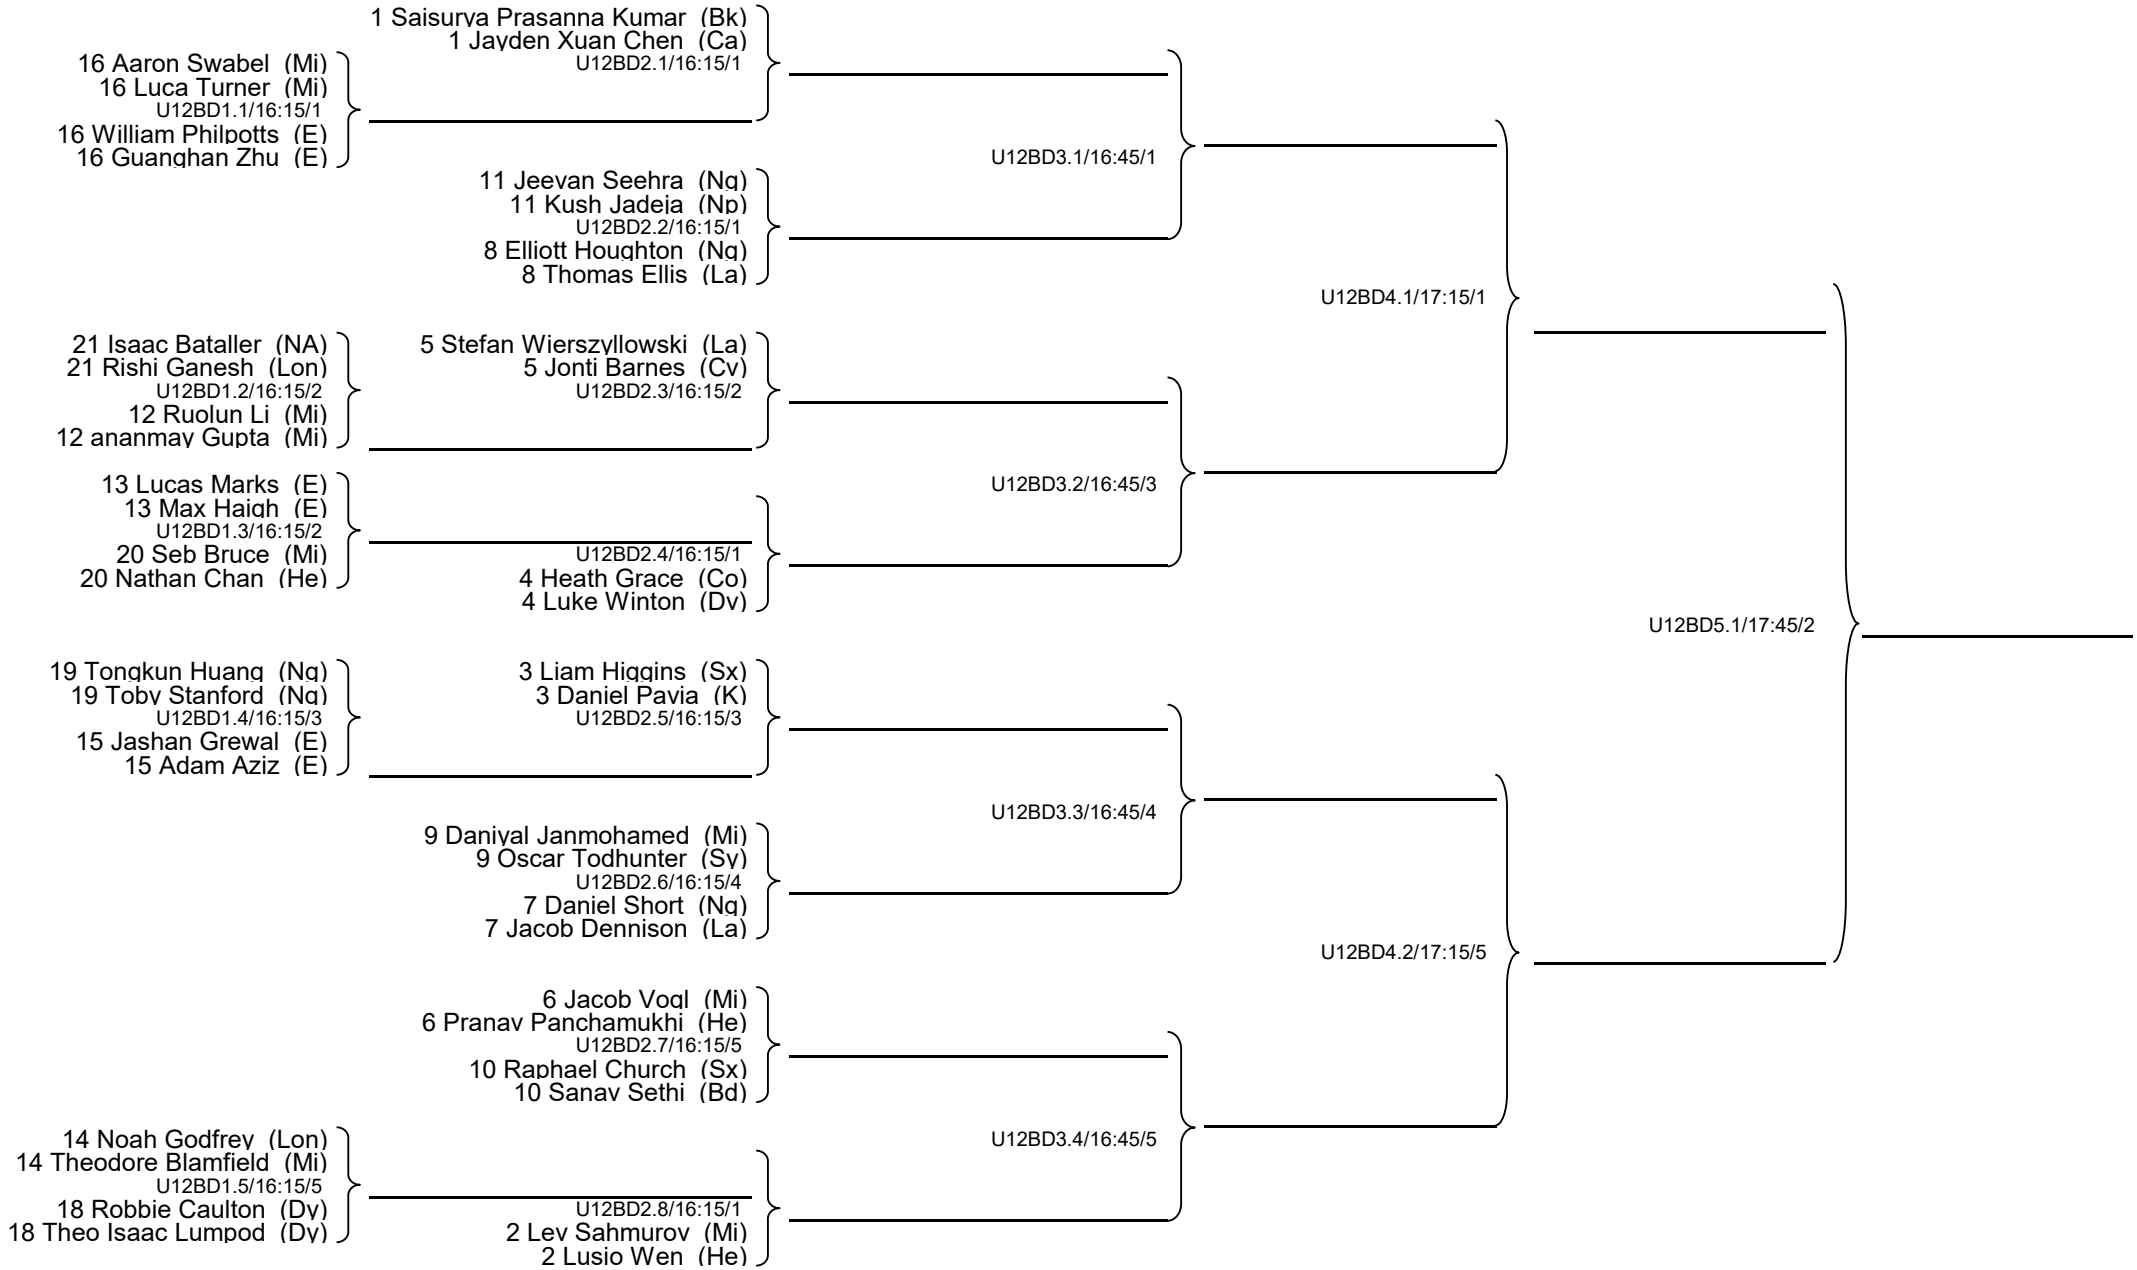 1 Saisurya Prasanna Kumar (Bk)
1 Jayden Xuan Chen (Ca)
U12BD2.1/16:15/1
16 Aaron Swabel (Mi)
16 Luca Turner (Mi)
U12BD1.1/16:15/1
16 William Philpotts (E)
16 Guanghan Zhu (E)
U12BD3.1/16:45/1
11 Jeevan Seehra (Ng)
11 Kush Jadeja (Np)
U12BD2.2/16:15/1
8 Elliott Houghton (Ng)
8 Thomas Ellis (La)
U12BD4.1/17:15/1
21 Isaac Bataller (NA)
21 Rishi Ganesh (Lon)
U12BD1.2/16:15/2
12 Ruolun Li (Mi)
12 ananmay Gupta (Mi)
5 Stefan Wierszyllowski (La)
5 Jonti Barnes (Cv)
U12BD2.3/16:15/2
13 Lucas Marks (E)
13 Max Haigh (E)
U12BD1.3/16:15/2
20 Seb Bruce (Mi)
20 Nathan Chan (He)
U12BD3.2/16:45/3
U12BD2.4/16:15/1
4 Heath Grace (Co)
4 Luke Winton (Dv)
U12BD5.1/17:45/2
19 Tongkun Huang (Ng)
19 Toby Stanford (Ng)
U12BD1.4/16:15/3
15 Jashan Grewal (E)
15 Adam Aziz (E)
3 Liam Higgins (Sx)
3 Daniel Pavia (K)
U12BD2.5/16:15/3
U12BD3.3/16:45/4
9 Daniyal Janmohamed (Mi)
9 Oscar Todhunter (Sy)
U12BD2.6/16:15/4
7 Daniel Short (Ng)
7 Jacob Dennison (La)
U12BD4.2/17:15/5
6 Jacob Vogl (Mi)
6 Pranav Panchamukhi (He)
U12BD2.7/16:15/5
10 Raphael Church (Sx)
10 Sanav Sethi (Bd)
U12BD3.4/16:45/5
14 Noah Godfrey (Lon)
14 Theodore Blamfield (Mi)
U12BD1.5/16:15/5
18 Robbie Caulton (Dy)
18 Theo Isaac Lumpod (Dy)
U12BD2.8/16:15/1
2 Lev Sahmurov (Mi)
2 Lusio Wen (He)